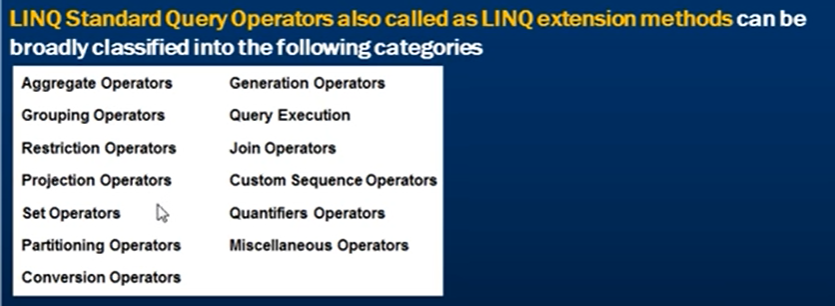 LINQ Standard Query Operators also called as LINQ extension methods can be
broadly classified into the following categories
Aggregate Operators
Grouping Operators
Restriction Operators
Projection Operators
Set Operators
Partitioning Operators
Conversion Operators
Generation Operators
Query Execution
Join Operators
Custom Sequence Operators
Quantifiers Operators
Miscellaneous Operators